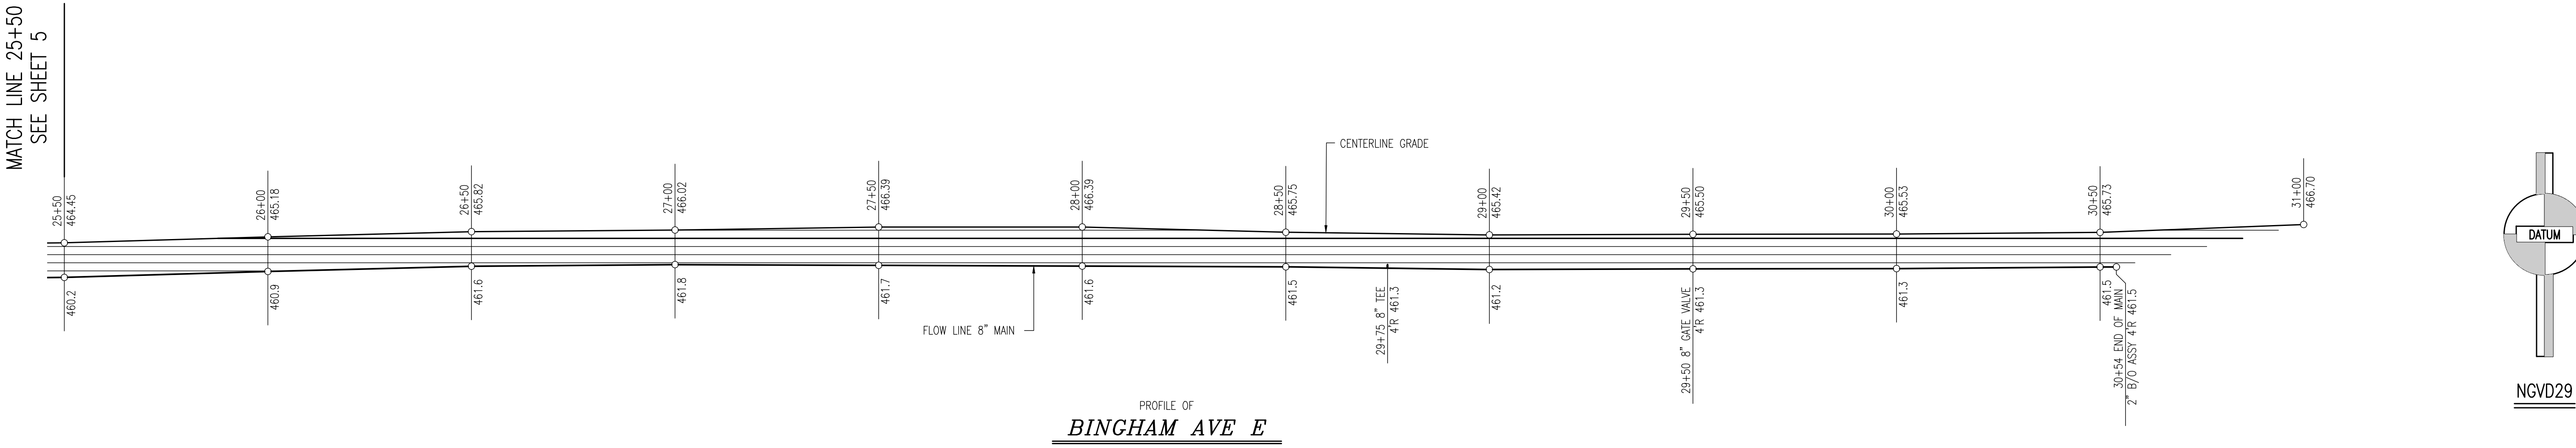 MATCH LINE 25+50
SEE SHEET 5
25+50
464.45
26+00
465.18
26+50
465.82
27+00
466.02
27+50
466.39
28+00
466.39
28+50
465.75
29+00
465.42
29+50
465.50
30+00
465.53
30+50
465.73
31+00
466.70
CENTERLINE GRADE
460.2
460.9
461.6
461.8
461.7
461.6
461.5
461.2
461.3
461.5
FLOW LINE 8" MAIN
29+75 8" TEE
4'R 461.3
29+50 8" GATE VALVE
4'R 461.3
30+54 END OF MAIN
2" B/O ASSY 4'R 461.5
PROFILE OF
BINGHAM AVE E
DATUM
NGVD29